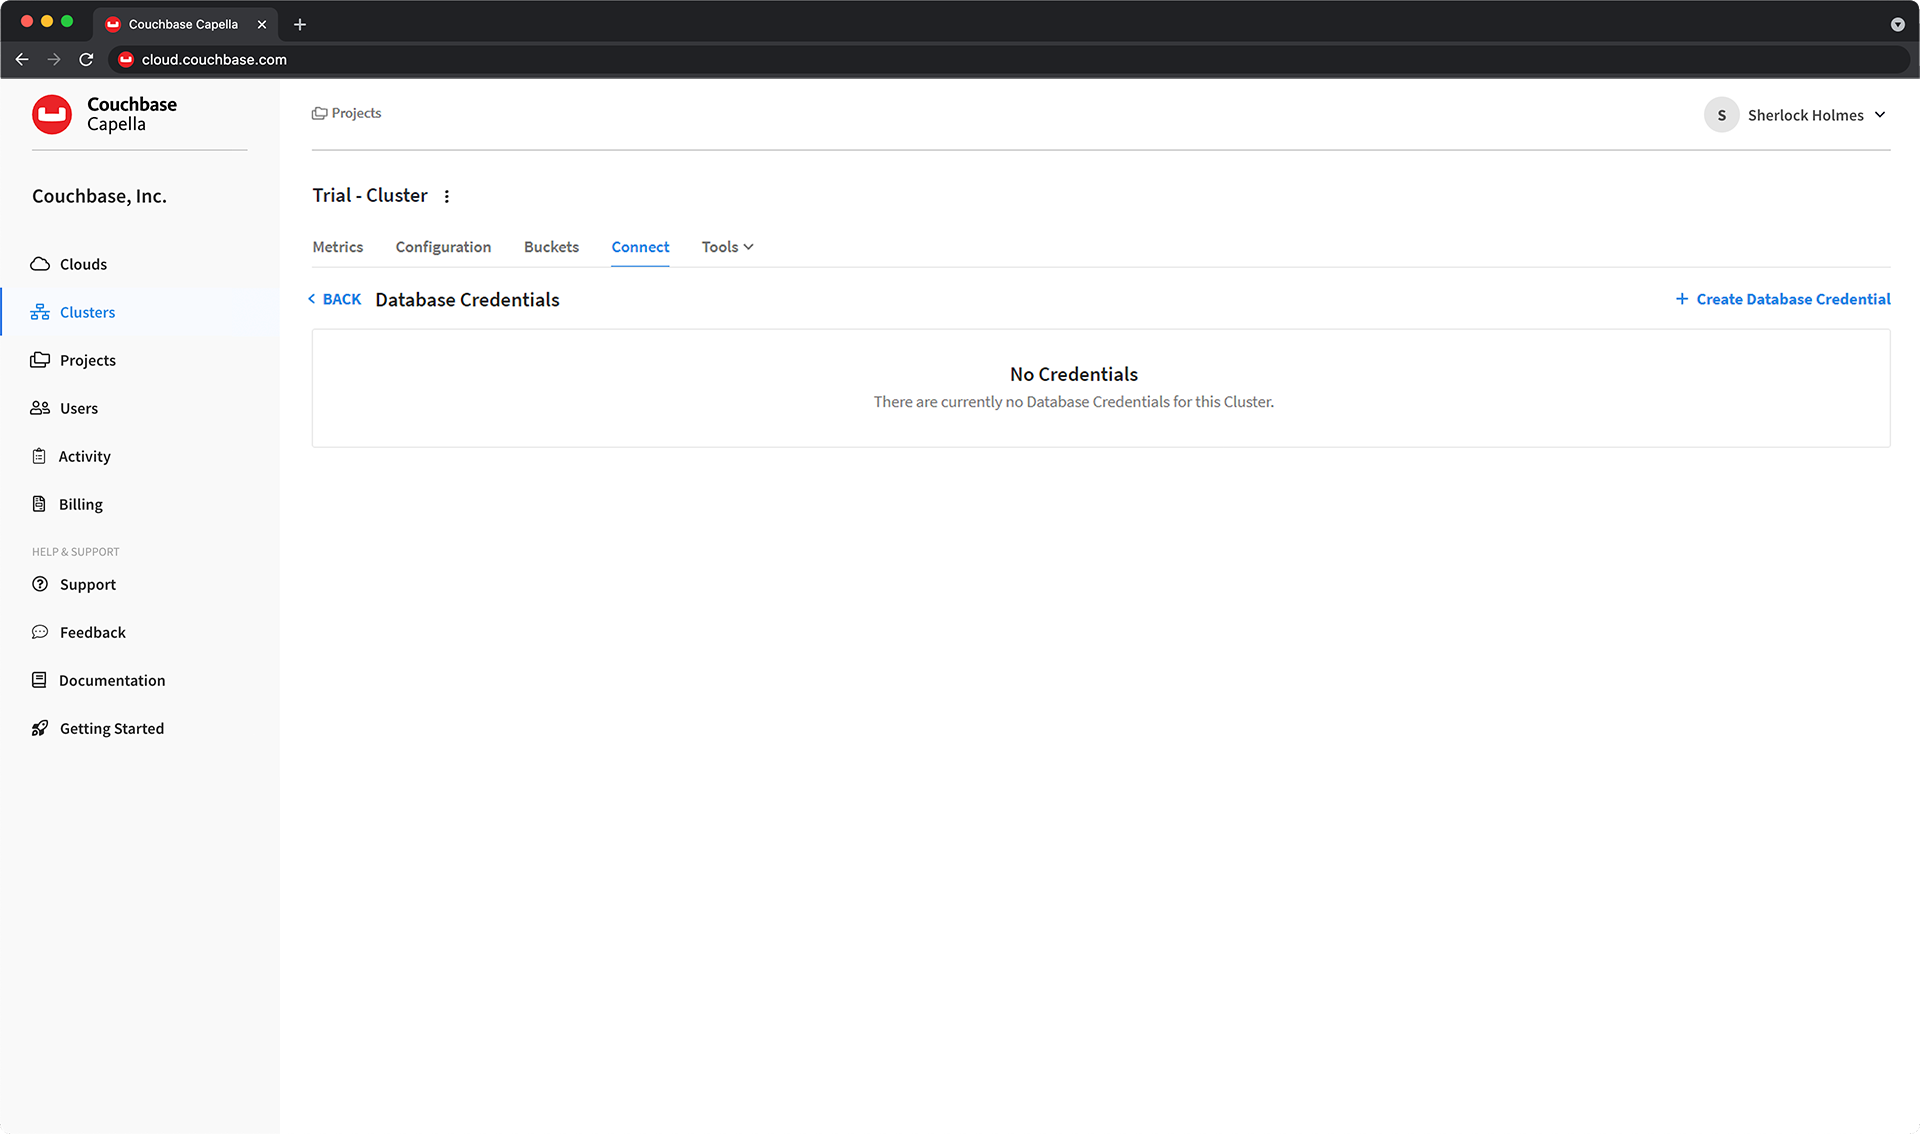 Couchbase Capella
cloud.couchbase.com
Couchbase
Capella
Projects
S
Sherlock Holmes
Couchbase, Inc.
Clouds
Clusters
Projects
Users
Activity
Billing
HELP & SUPPORT
Support
Feedback
Documentation
Getting Started
Trial - Cluster
Metrics Configuration Buckets Connect Tools
BACK Database Credentials
+ Create Database Credential
No Credentials
There are currently no Database Credentials for this Cluster.